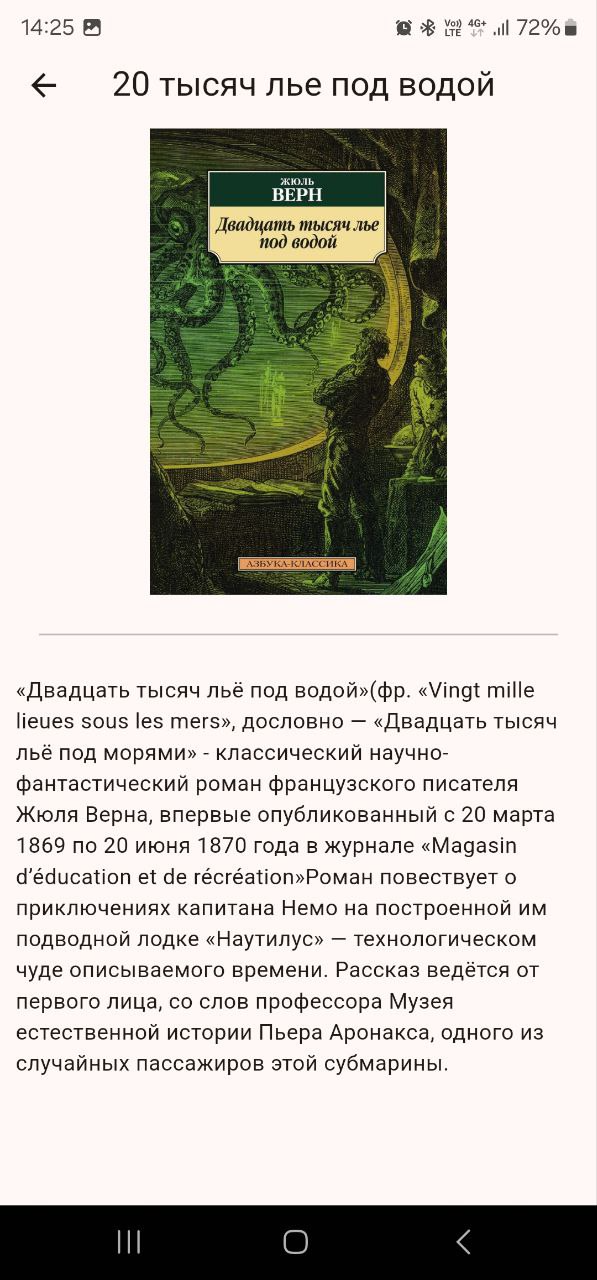 14:25
Vo))
LTE
4G+
72%
20 тысяч лье под водой
ЖЮЛЬ
ВЕРН
Двадцать тысяч лье
под водой
АЗБУКА-КЛАССИКА
«Двадцать тысяч льё под водой»(фр. «Vingt mille
lieues sous les mers», дословно — «Двадцать тысяч
льё под морями» - классический научно-
фантастический роман французского писателя
Жюля Верна, впервые опубликованный с 20 марта
1869 по 20 июня 1870 года в журнале «Magasin
d’éducation et de récréation»Роман повествует о
приключениях капитана Немо на построенной им
подводной лодке «Наутилус» — технологическом
чуде описываемого времени. Рассказ ведётся от
первого лица, со слов профессора Музея
естественной истории Пьера Аронакса, одного из
случайных пассажиров этой субмарины.